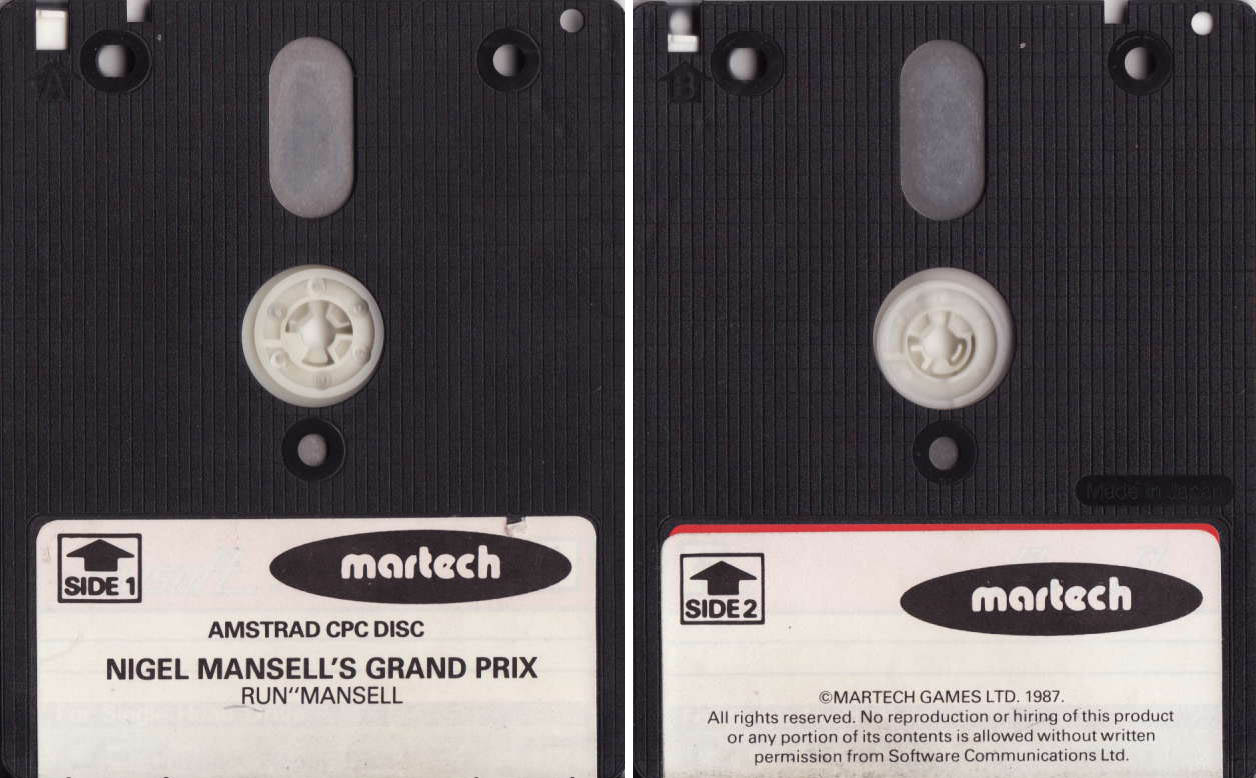 A
SIDE 1
martech
AMSTRAD CPC DISC
NIGEL MANSELL'S GRAND PRIX
RUN"MANSELL
B
Made in Japan
SIDE 2
martech
©MARTECH GAMES LTD. 1987.
All rights reserved. No reproduction or hiring of this product
or any portion of its contents is allowed without written
permission from Software Communications Ltd.